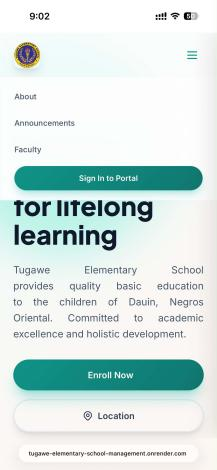 9:02
About
Announcements
Faculty
Sign In to Portal
for lifelong
learning
Tugawe Elementary School
provides quality basic education
to the children of Dauin, Negros
Oriental. Committed to academic
excellence and holistic development.
Enroll Now
Location
tugawe-elementary-school-management.onrender.com